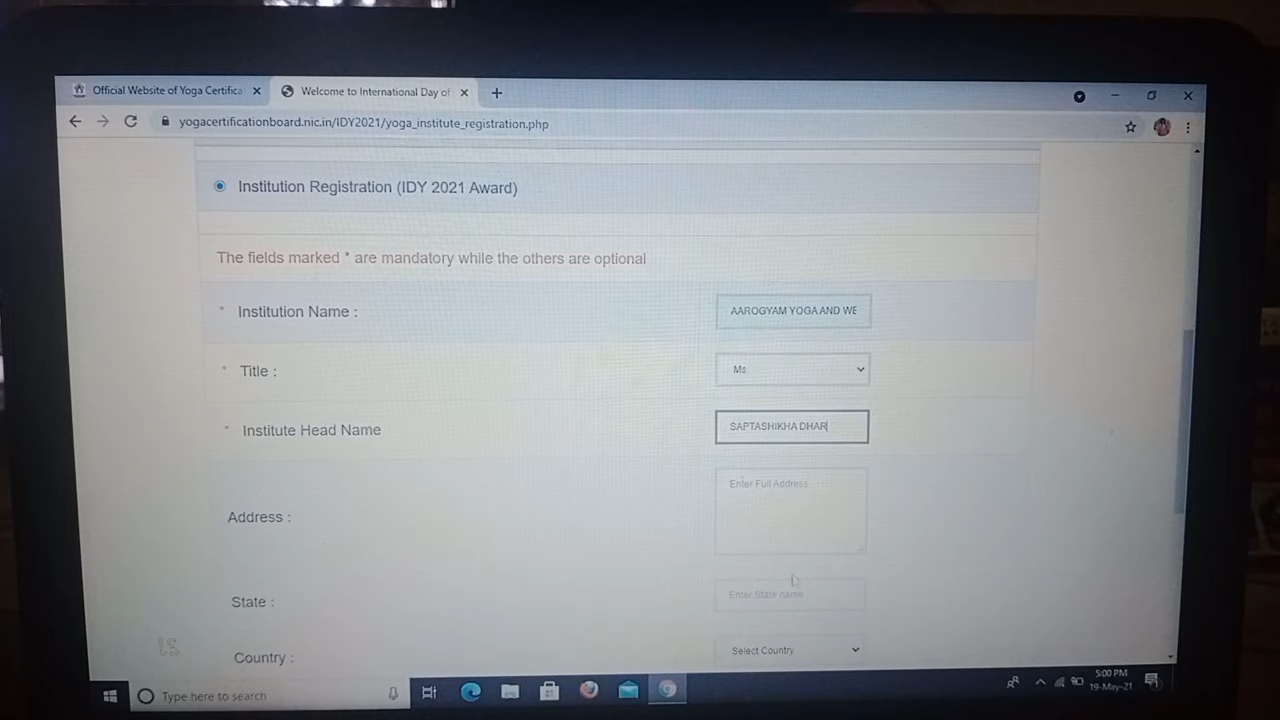 Official Website of Yoga Certifica
Welcome to International Day of
yogacertificationboard.nic.in/IDY2021/yoga_institute_registration.php
Institution Registration (IDY 2021 Award)
The fields marked * are mandatory while the others are optional
* Institution Name : AAROGYAM YOGA AND WE
* Title : Ms.
* Institute Head Name SAPTASHIKHA DHAR
Address : Enter Full Address
State : Enter State name
Country : Select Country
Type here to search
5:00 PM
19-May-21